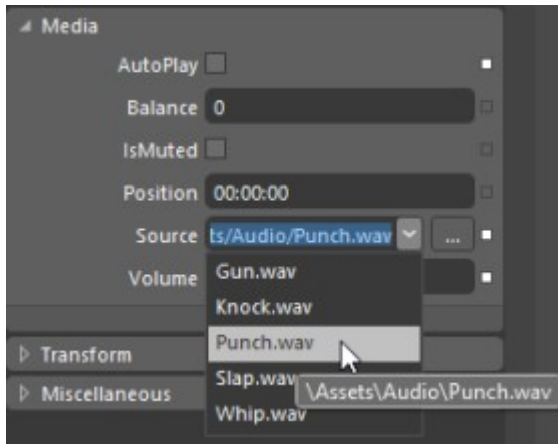 Media
AutoPlay
Balance 0
IsMuted
Position 00:00:00
Source ts/Audio/Punch.wav ...
Volume
Gun.wav
Knock.wav
Punch.wav
Slap.wav
\Assets\Audio\Punch.wav
Whip.wav
Transform
Miscellaneous